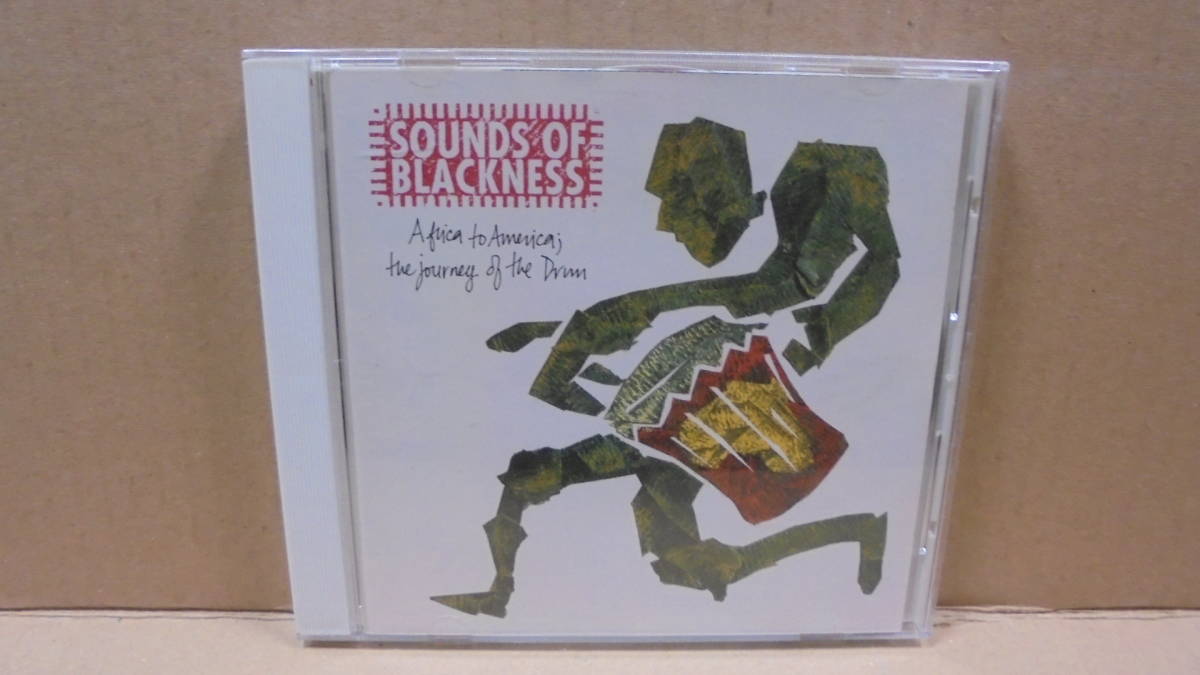 SOUNDS OF
BLACKNESS
Africa to America;
the journey of the Drum